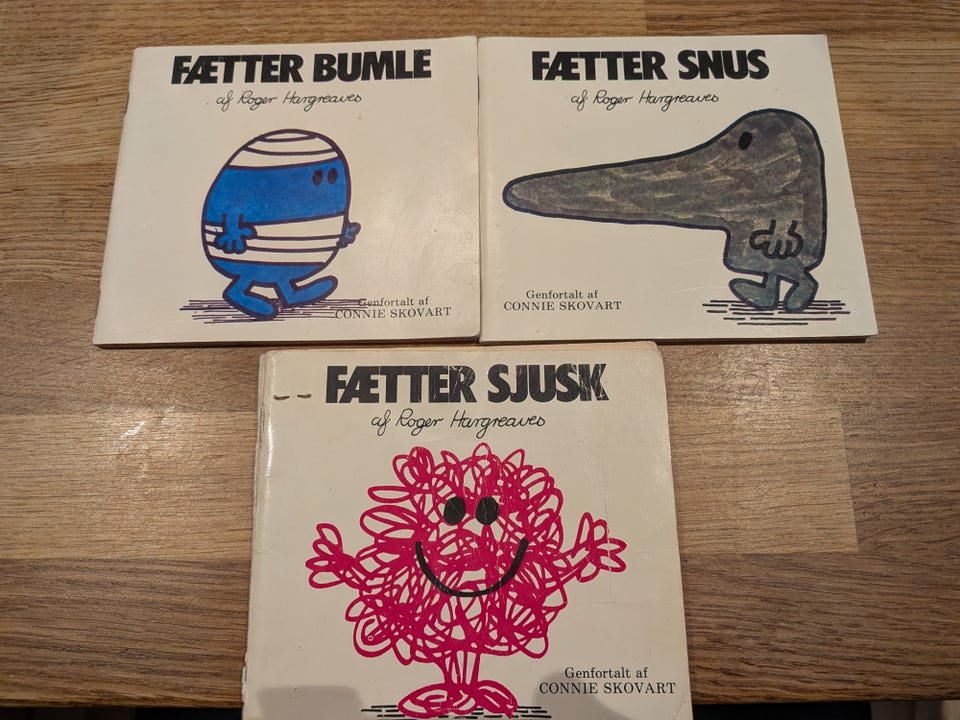 FÆTTER BUMLE
af Roger Hargreaves
Genfortalt af
CONNIE SKOVART
FÆTTER SNUS
af Roger Hargreaves
Genfortalt af
CONNIE SKOVART
FÆTTER SJUSK
af Roger Hargreaves
Genfortalt af
CONNIE SKOVART